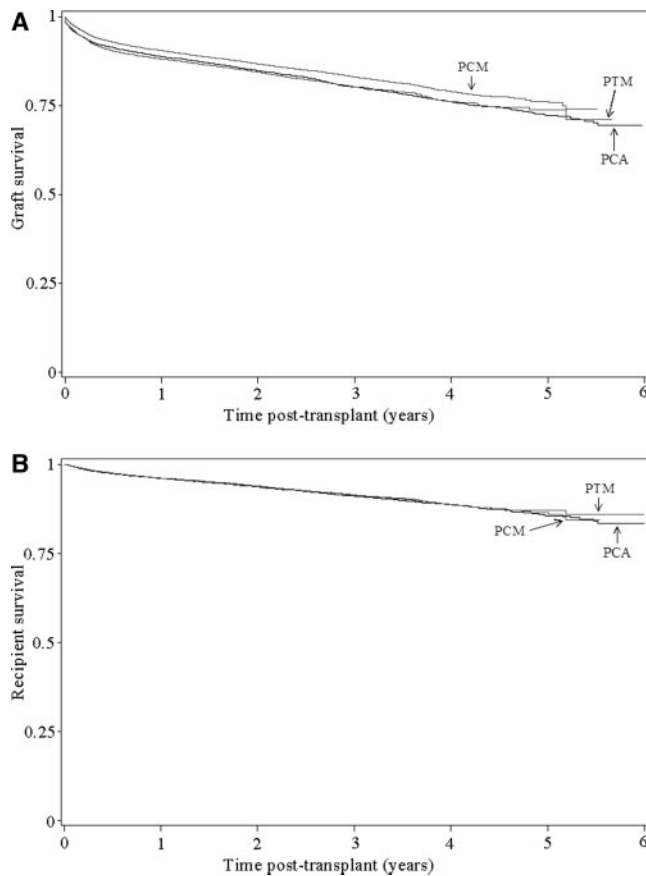 A
1
0.75
0.5
0.25
0
Graft survival
PCM
PTM
PCA
0 1 2 3 4 5 6
Time post-transplant (years)
B
1
0.75
0.5
0.25
0
Recipient survival
PTM
PCM
PCA
0 1 2 3 4 5 6
Time post-transplant (years)